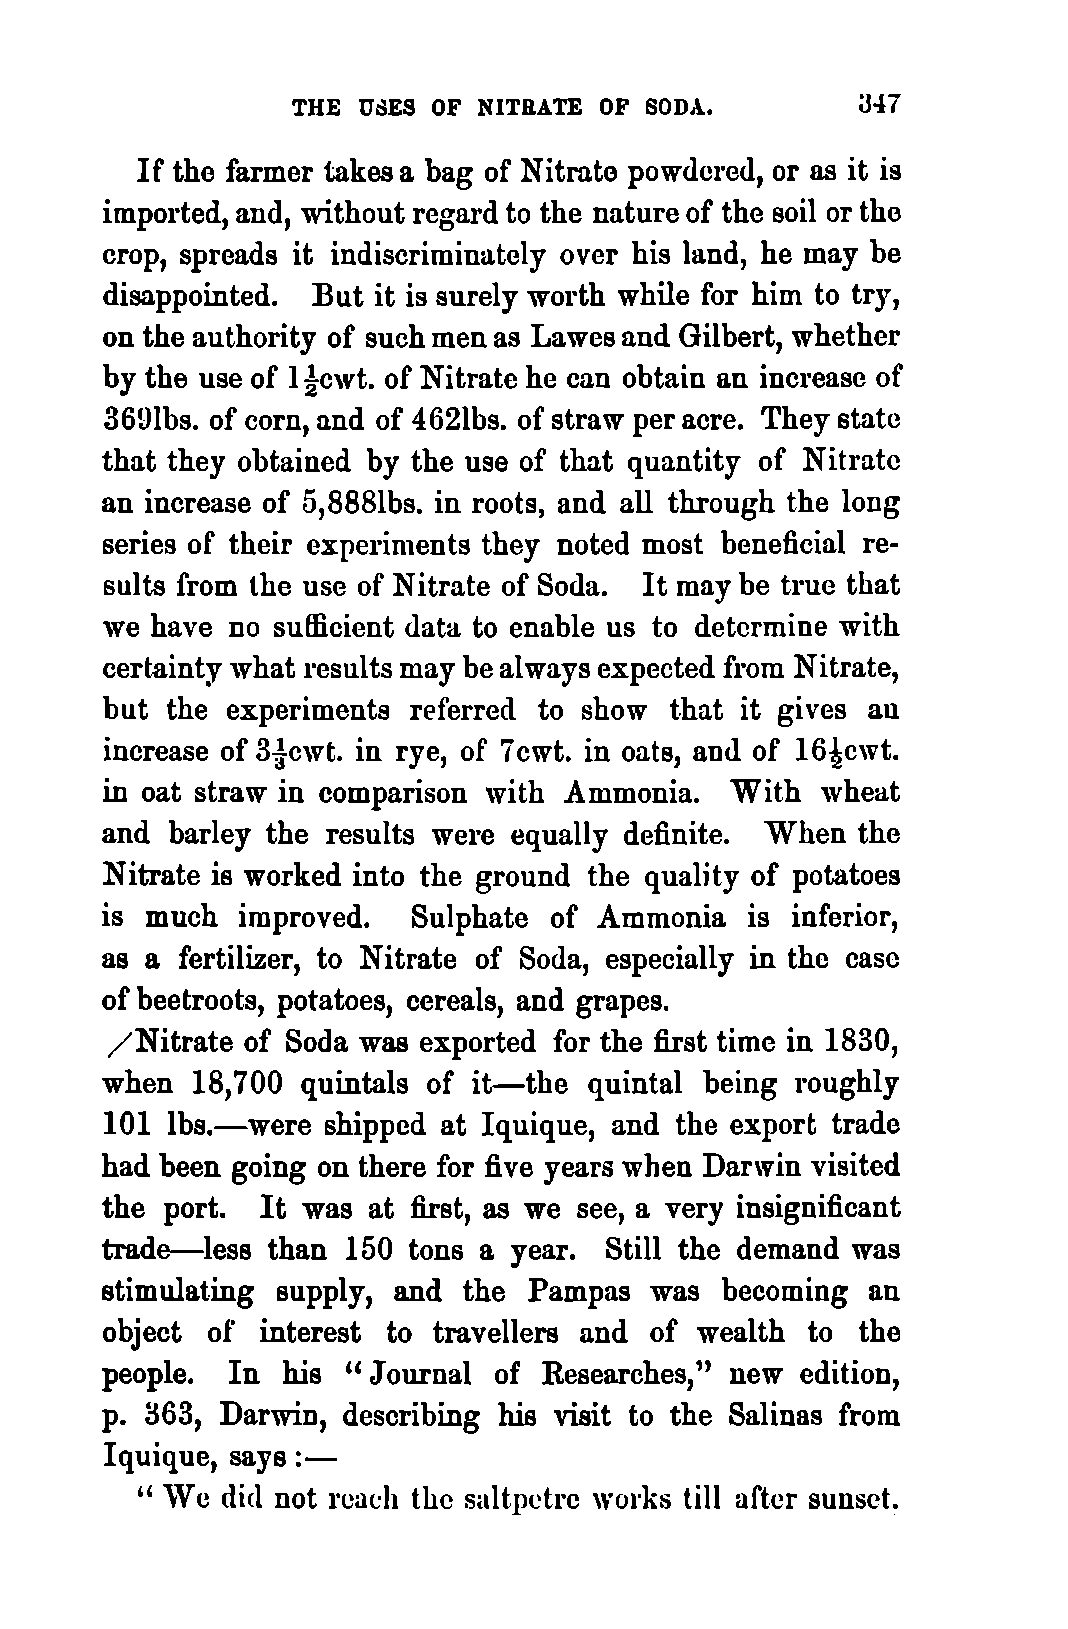 THE USES OF NITRATE OF SODA. 347
If the farmer takes a bag of Nitrate powdered, or as it is
imported, and, without regard to the nature of the soil or the
crop, spreads it indiscriminately over his land, he may be
disappointed. But it is surely worth while for him to try,
on the authority of such men as Lawes and Gilbert, whether
by the use of 1½cwt. of Nitrate he can obtain an increase of
369lbs. of corn, and of 462lbs. of straw per acre. They state
that they obtained by the use of that quantity of Nitrate
an increase of 5,888lbs. in roots, and all through the long
series of their experiments they noted most beneficial re-
sults from the use of Nitrate of Soda. It may be true that
we have no sufficient data to enable us to determine with
certainty what results may be always expected from Nitrate,
but the experiments referred to show that it gives an
increase of 3⅓cwt. in rye, of 7cwt. in oats, and of 16½cwt.
in oat straw in comparison with Ammonia. With wheat
and barley the results were equally definite. When the
Nitrate is worked into the ground the quality of potatoes
is much improved. Sulphate of Ammonia is inferior,
as a fertilizer, to Nitrate of Soda, especially in the case
of beetroots, potatoes, cereals, and grapes.
/Nitrate of Soda was exported for the first time in 1830,
when 18,700 quintals of it—the quintal being roughly
101 lbs.—were shipped at Iquique, and the export trade
had been going on there for five years when Darwin visited
the port. It was at first, as we see, a very insignificant
trade—less than 150 tons a year. Still the demand was
stimulating supply, and the Pampas was becoming an
object of interest to travellers and of wealth to the
people. In his "Journal of Researches," new edition,
p. 363, Darwin, describing his visit to the Salinas from
Iquique, says :—
"We did not reach the saltpetre works till after sunset.